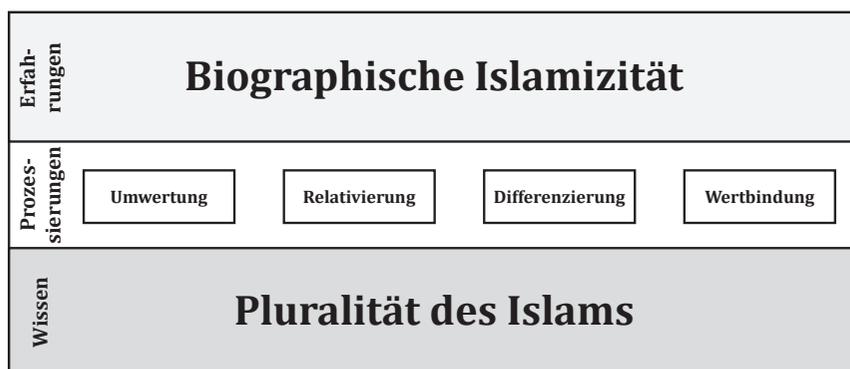 Erfah-
rungen
Biographische Islamizität
Prozes-
sierungen
Umwertung
Relativierung
Differenzierung
Wertbindung
Wissen
Pluralität des Islams